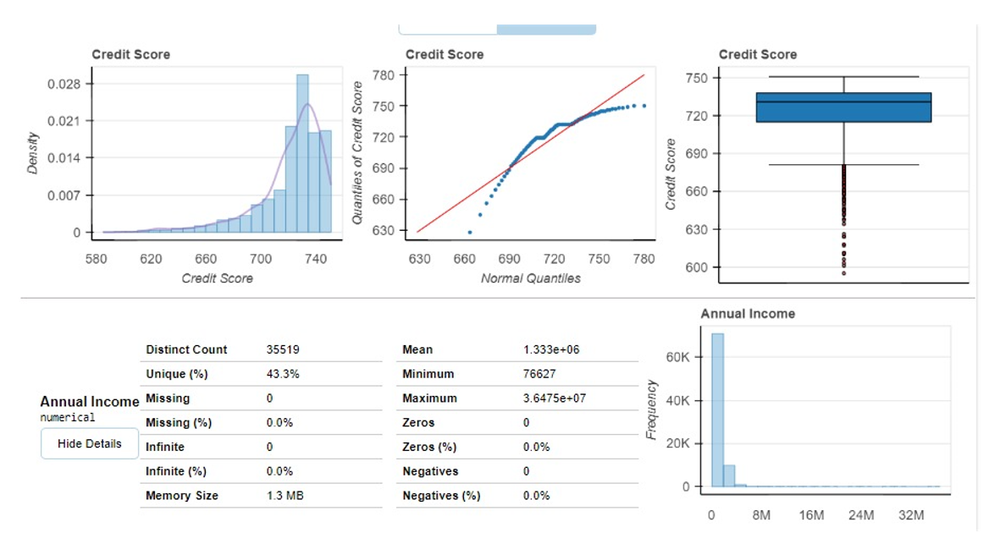 Credit Score
0.028
0.021
0.014
0.007
0
Density
580 620 660 700 740
Credit Score
Credit Score
780
750
720
690
660
630
Quantiles of Credit Score
630 660 690 720 750 780
Normal Quantiles
Credit Score
750
720
690
660
630
600
Credit Score
Annual Income
numerical
Hide Details
Distinct Count 35519
Unique (%) 43.3%
Missing 0
Missing (%) 0.0%
Infinite 0
Infinite (%) 0.0%
Memory Size 1.3 MB
Mean 1.333e+06
Minimum 76627
Maximum 3.6475e+07
Zeros 0
Zeros (%) 0.0%
Negatives 0
Negatives (%) 0.0%
Annual Income
60K
40K
20K
0
Frequency
0 8M 16M 24M 32M